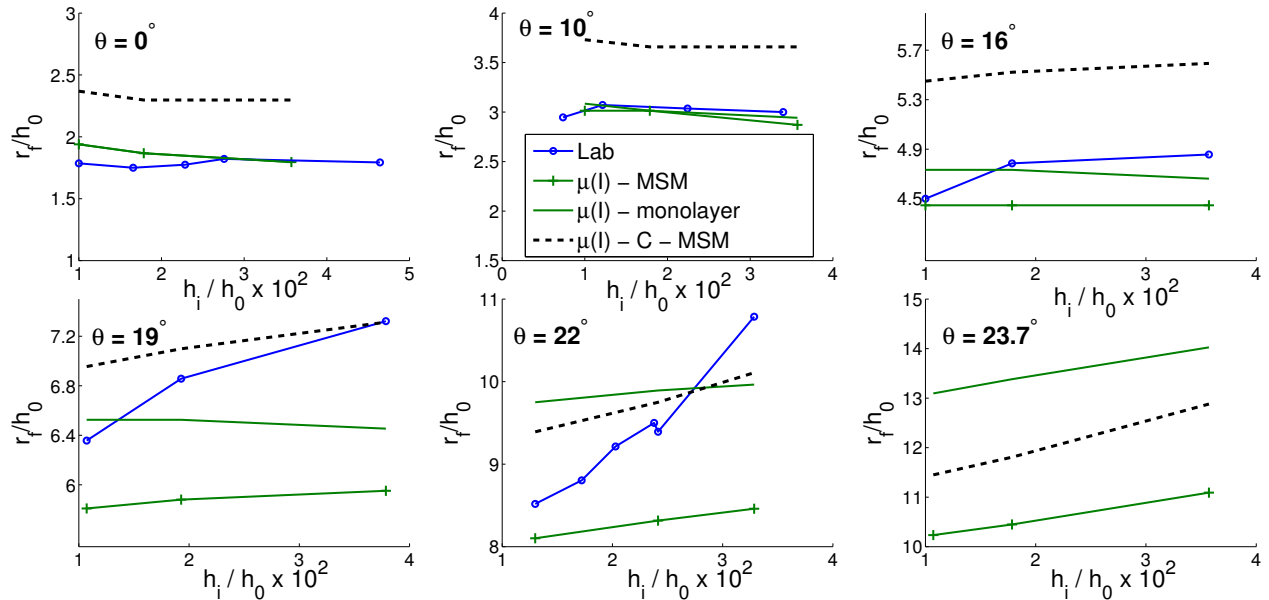 θ = 0°
r_f/h_0
3
2.5
2
1.5
1
1 2 3 4 5
h_i / h_0 x 10^2
θ = 10°
r_f/h_0
4
3.5
3
2.5
2
1.5
0 1 2 3 4
h_i / h_0 x 10^2
Lab
μ(I) − MSM
μ(I) − monolayer
μ(I) − C − MSM
θ = 16°
r_f/h_0
5.7
5.3
4.9
4.5
1 2 3 4
h_i / h_0 x 10^2
θ = 19°
r_f/h_0
7.2
6.8
6.4
6
1 2 3 4
h_i / h_0 x 10^2
θ = 22°
r_f/h_0
11
10
9
8
1 2 3 4
h_i / h_0 x 10^2
θ = 23.7°
r_f/h_0
15
14
13
12
11
10
1 2 3 4
h_i / h_0 x 10^2